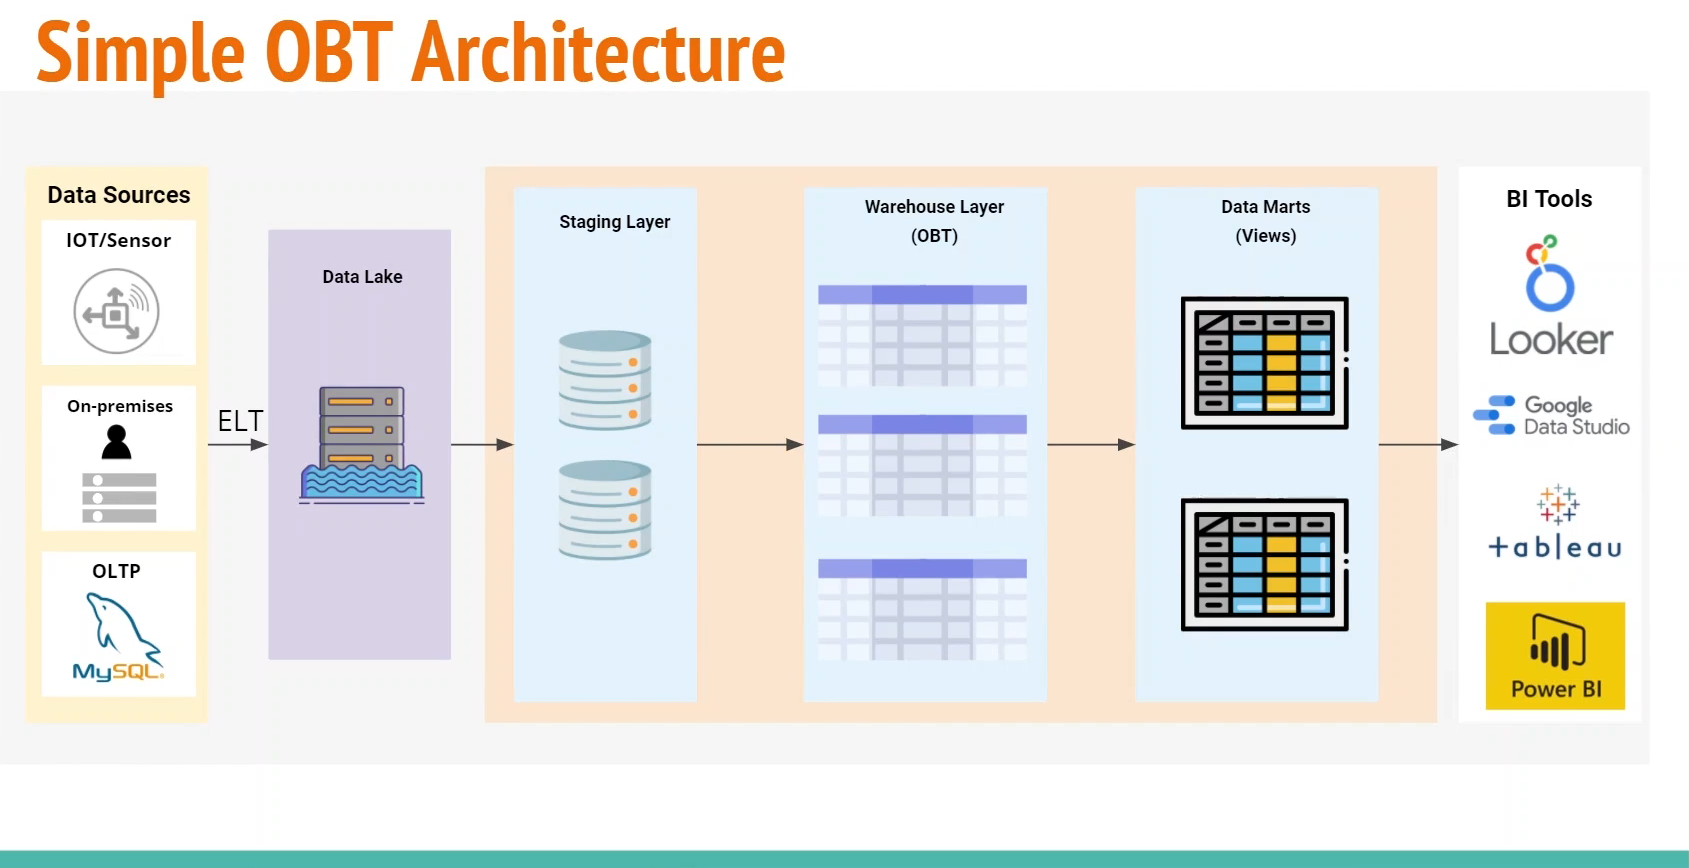 Simple OBT Architecture
Data Sources
IOT/Sensor
On-premises
OLTP
MySQL
ELT
Data Lake
Staging Layer
Warehouse Layer
(OBT)
Data Marts
(Views)
BI Tools
Looker
Google
Data Studio
+ableau
Power BI